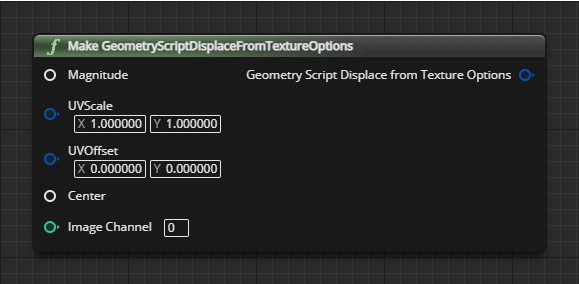 f Make GeometryScriptDisplaceFromTextureOptions
Magnitude Geometry Script Displace from Texture Options
UVScale
X 1.000000 Y 1.000000
UVOffset
X 0.000000 Y 0.000000
Center
Image Channel 0